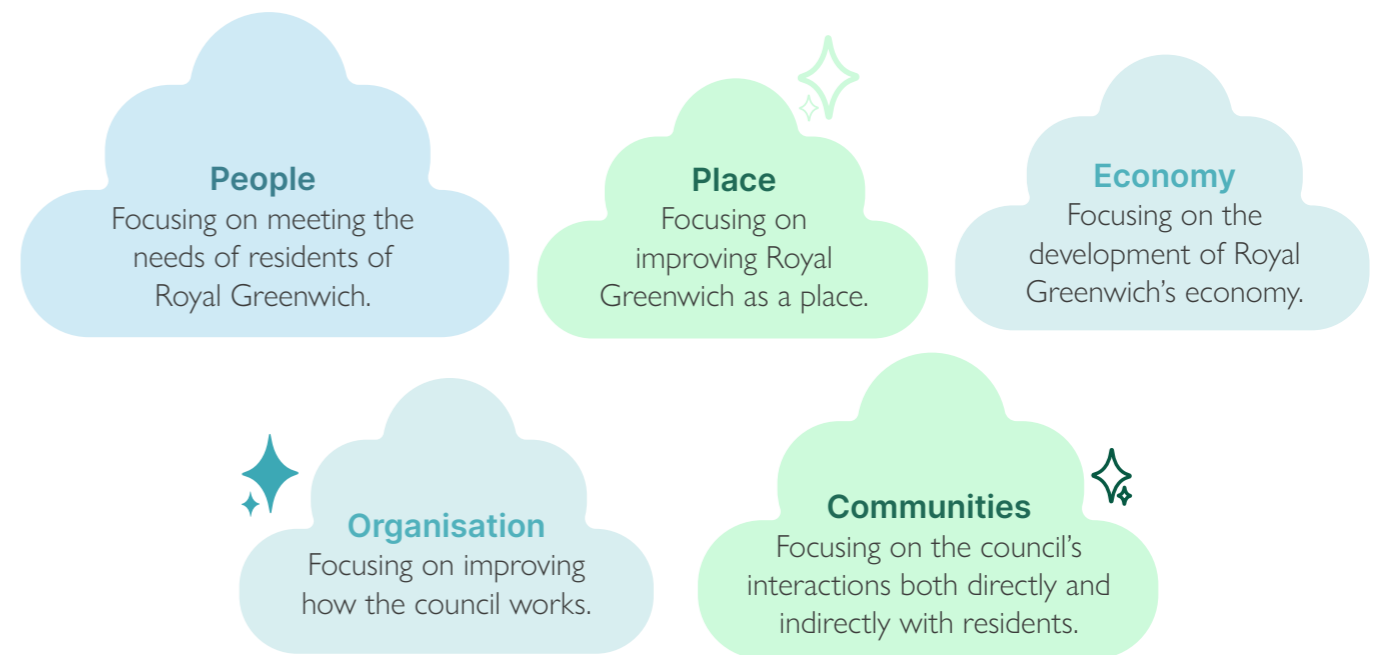 People
Focusing on meeting the
needs of residents of
Royal Greenwich.
Place
Focusing on
improving Royal
Greenwich as a place.
Economy
Focusing on the
development of Royal
Greenwich’s economy.
Organisation
Focusing on improving
how the council works.
Communities
Focusing on the council’s
interactions both directly and
indirectly with residents.